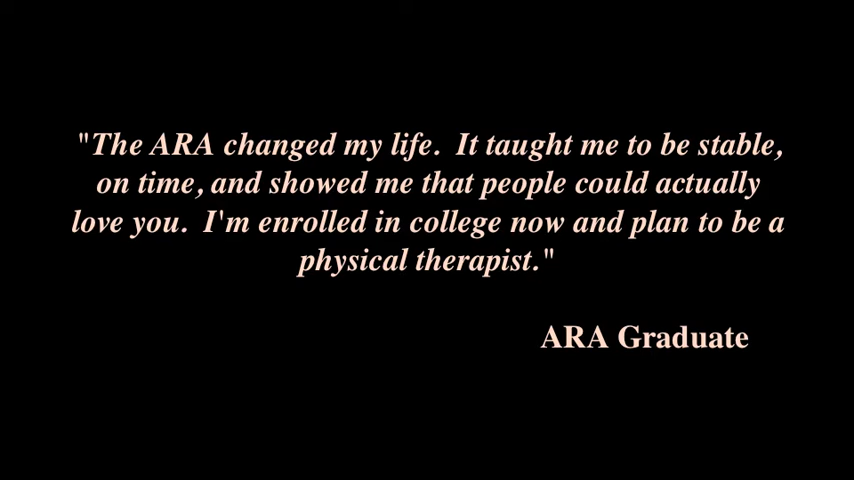 "The ARA changed my life.  It taught me to be stable,
on time, and showed me that people could actually
love you.  I'm enrolled in college now and plan to be a
physical therapist."
ARA Graduate